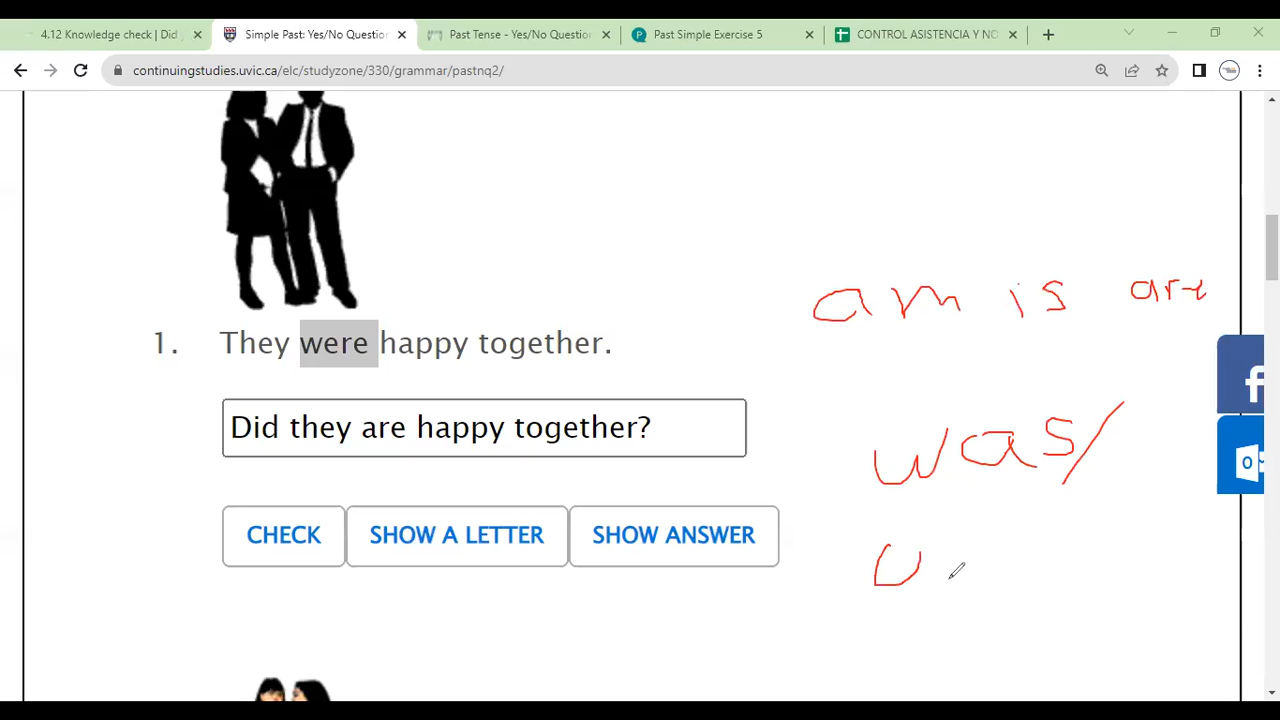 4.12 Knowledge check | Did
Simple Past: Yes/No Question
Past Tense - Yes/No Question
Past Simple Exercise 5
CONTROL ASISTENCIA Y NO
continuingstudies.uvic.ca/elc/studyzone/330/grammar/pastnq2/
am is are
1. They were happy together.
Did they are happy together?
was/
CHECK
SHOW A LETTER
SHOW ANSWER